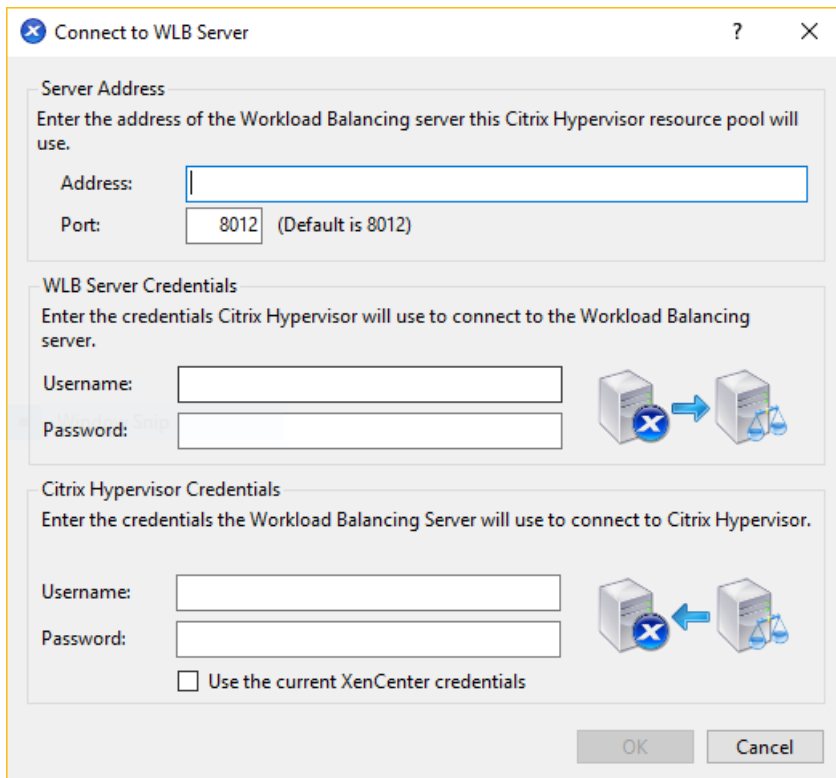 Connect to WLB Server
?
Server Address
Enter the address of the Workload Balancing server this Citrix Hypervisor resource pool will
use.
Address:
Port: 8012 (Default is 8012)
WLB Server Credentials
Enter the credentials Citrix Hypervisor will use to connect to the Workload Balancing
server.
Username:
Window Snip
Password:
Citrix Hypervisor Credentials
Enter the credentials the Workload Balancing Server will use to connect to Citrix Hypervisor.
Username:
Password:
Use the current XenCenter credentials
OK Cancel